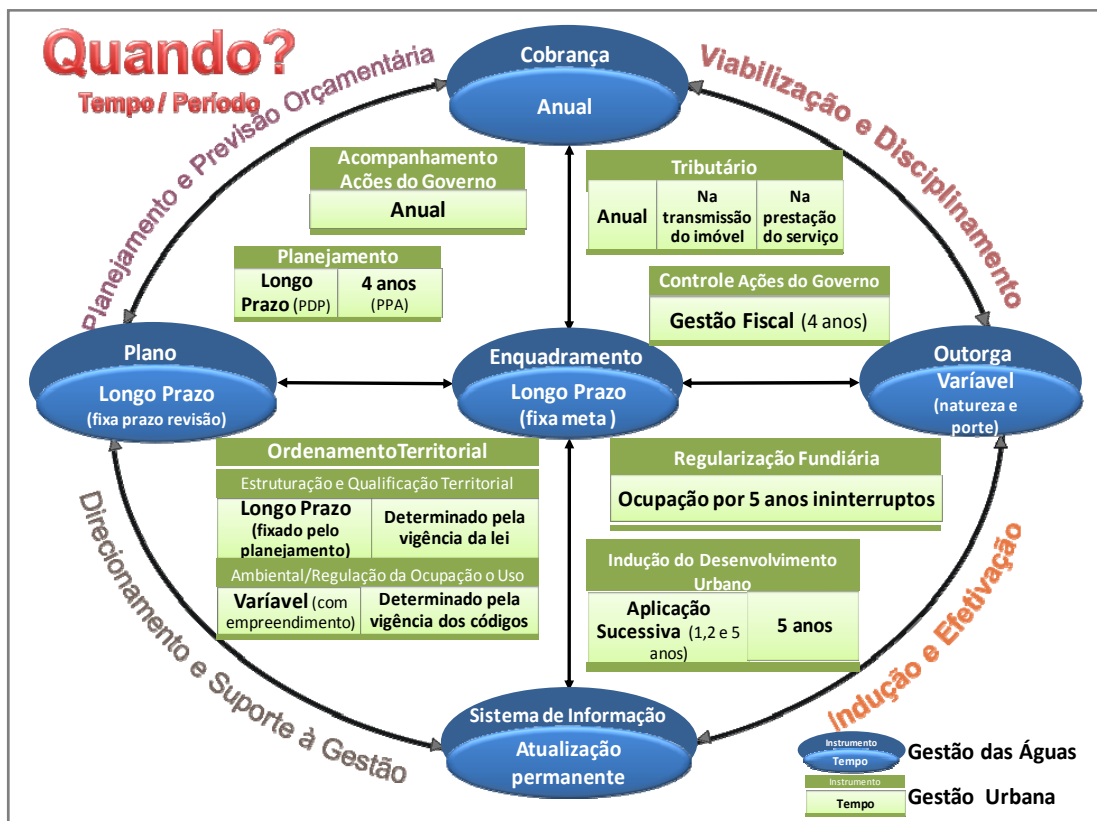 Quando?
Tempo / Período
Planejamento e Previsão Orçamentária
Viabilização e Disciplinamento
Cobrança
Anual
Acompanhamento
Ações do Governo
Anual
Tributário
Anual
Na
transmissão
do imóvel
Na
prestação
do serviço
Planejamento
Longo
Prazo (PDP)
4 anos
(PPA)
Controle Ações do Governo
Gestão Fiscal (4 anos)
Plano
Longo Prazo
(fixa prazo revisão)
Enquadramento
Longo Prazo
(fixa meta )
Outorga
Varíavel
(natureza e
porte)
OrdenamentoTerritorial
Estruturação e Qualificação Territorial
Longo Prazo
(fixado pelo
planejamento)
Determinado pela
vigência da lei
Ambiental/Regulação da Ocupação o Uso
Varíavel (com
empreendimento)
Determinado pela
vigência dos códigos
Regularização Fundiária
Ocupação por 5 anos ininterruptos
Indução do Desenvolvimento
Urbano
Aplicação
Sucessiva (1,2 e 5
anos)
5 anos
Direcionamento e Suporte à Gestão
Indução e Efetivação
Sistema de Informação
Atualização
permanente
Instrumento
Tempo
Gestão das Águas
Instrumento
Tempo
Gestão Urbana